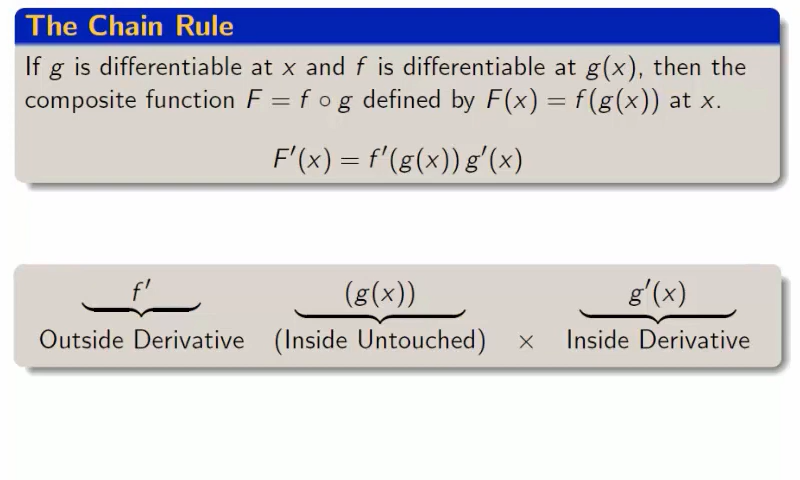 The Chain Rule
If g is differentiable at x and f is differentiable at g(x), then the
composite function F = f ∘ g defined by F(x) = f(g(x)) at x.
F′(x) = f′(g(x)) g′(x)
f′ (g(x)) g′(x)
Outside Derivative (Inside Untouched) × Inside Derivative